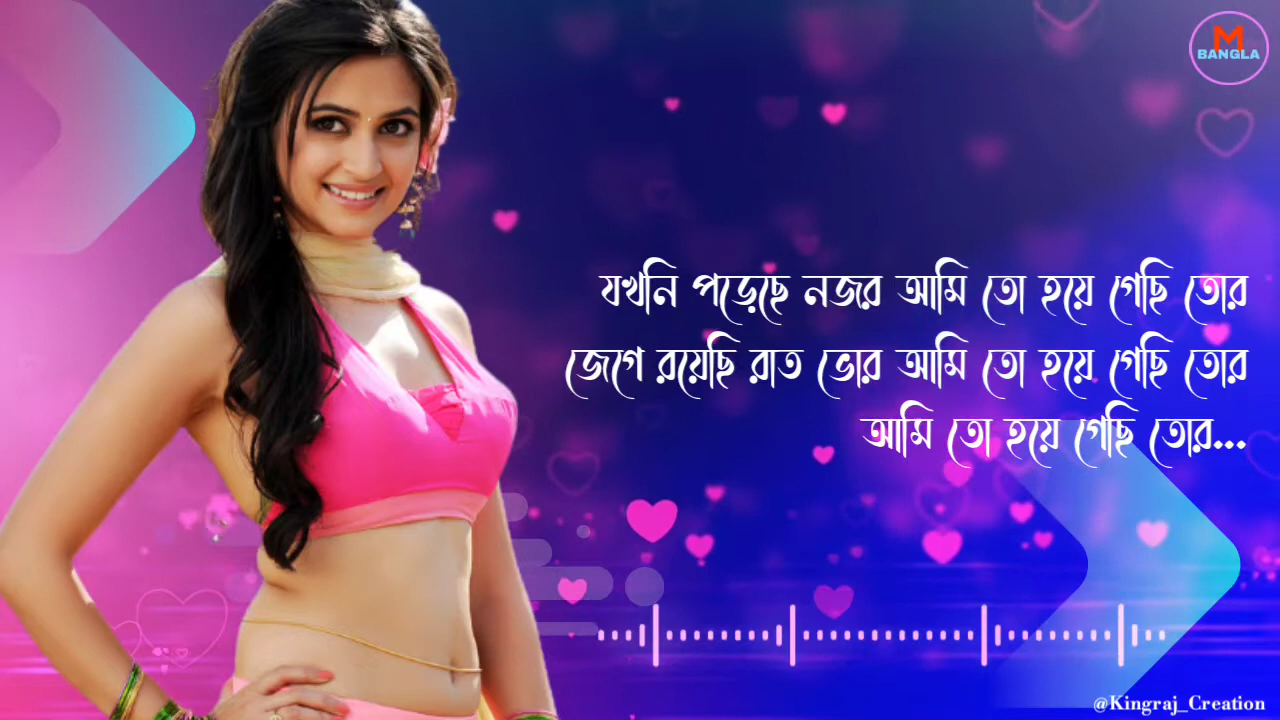 M
BANGLA
যখনি পড়েছে নজর আমি তো হয়ে গেছি তোর
জেগে রয়েছি রাত ভোর আমি তো হয়ে গেছি তোর
আমি তো হয়ে গেছি তোর...
@Kingraj_Creation